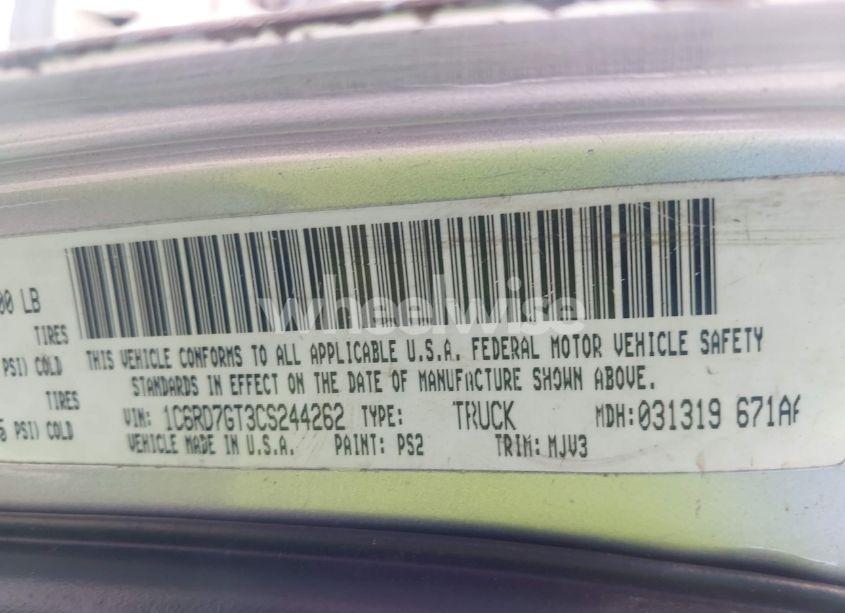 00 LB
TIRES
PSI) COLD
TIRES
PSI) COLD
wheelwise
THIS VEHICLE CONFORMS TO ALL APPLICABLE U.S.A. FEDERAL MOTOR VEHICLE SAFETY
STANDARDS IN EFFECT ON THE DATE OF MANUFACTURE SHOWN ABOVE.
VIN: 1C6RD7GT3CS244262 TYPE: TRUCK MDH: 031319 671A
VEHICLE MADE IN U.S.A. PAINT: PS2 TRIM: MJV3